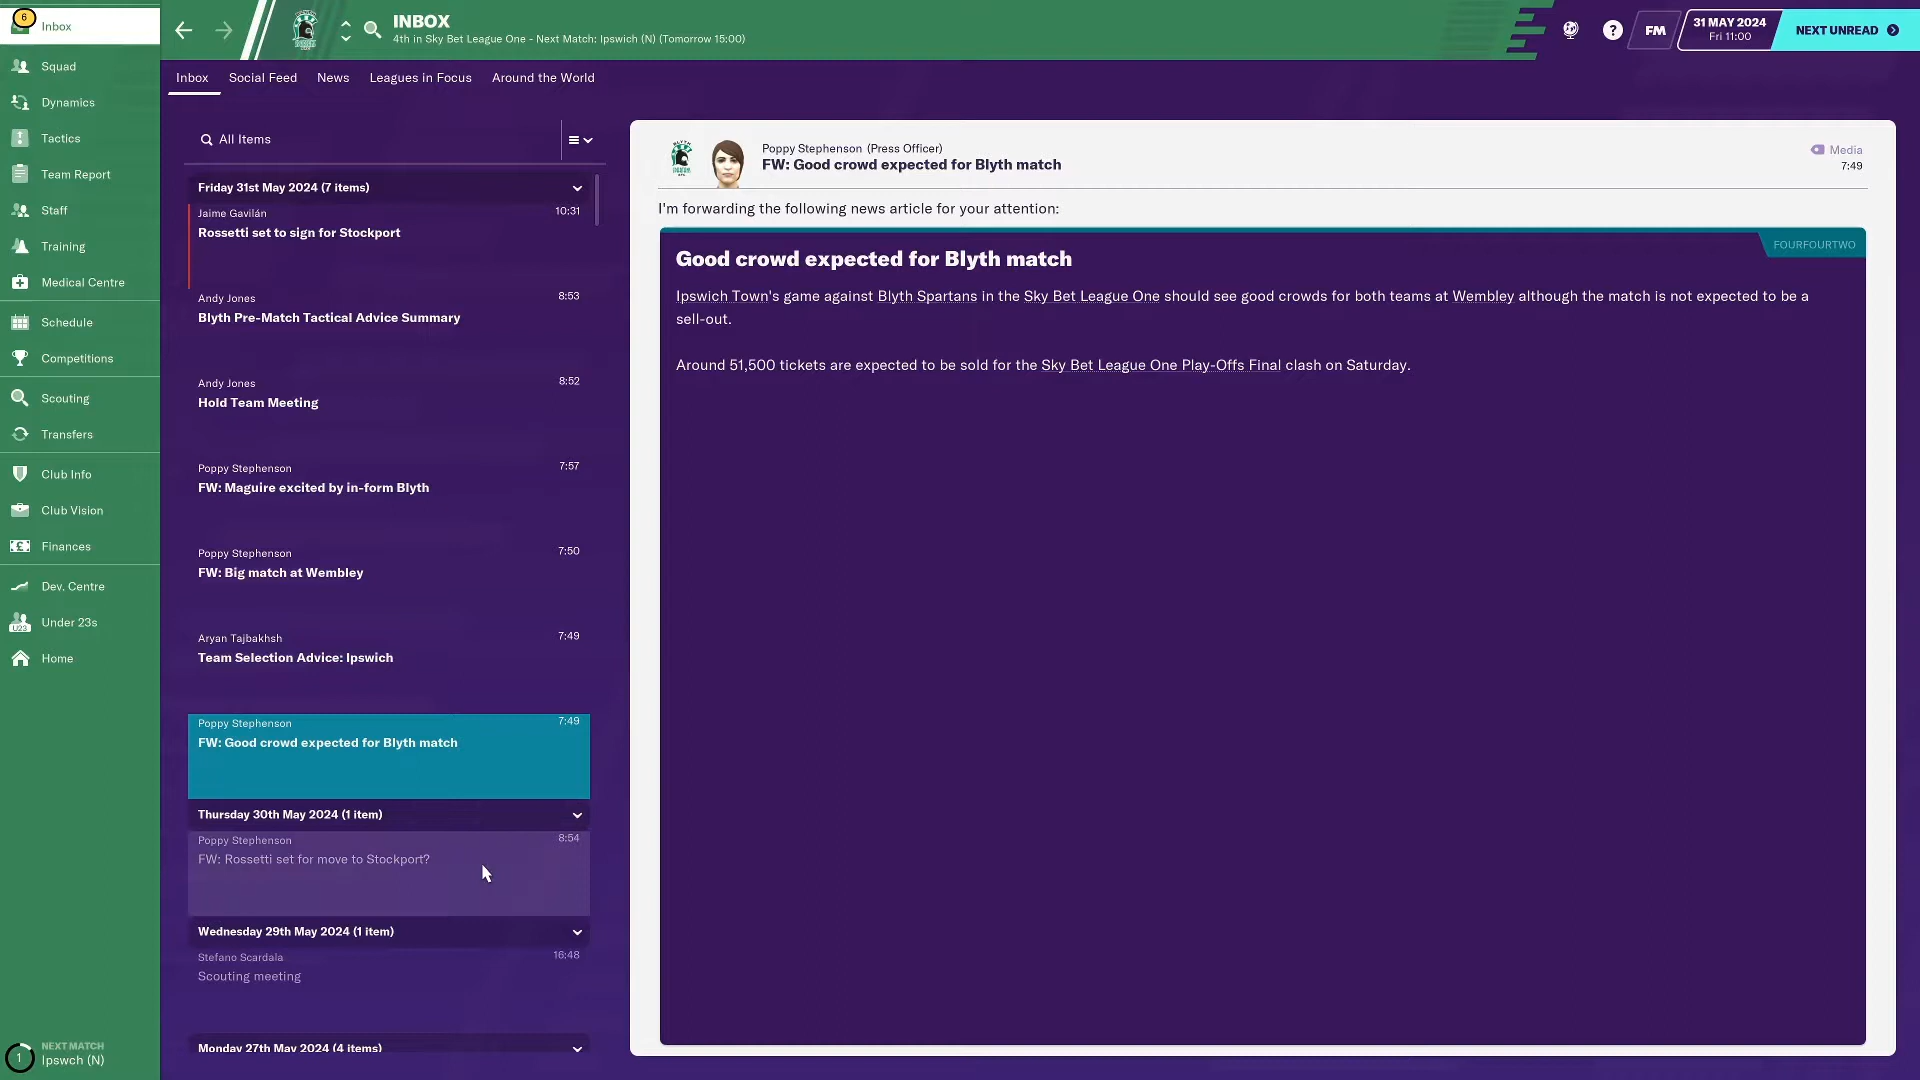 6
Inbox
Squad
Dynamics
Tactics
Team Report
Staff
Training
Medical Centre
Schedule
Competitions
Scouting
Transfers
Club Info
Club Vision
Finances
Dev. Centre
U23
Under 23s
Home
1
NEXT MATCH
Ipswch (N)
INBOX
4th in Sky Bet League One - Next Match: Ipswich (N) (Tomorrow 15:00)
?
FM
31 MAY 2024
Fri 11:00
NEXT UNREAD
Inbox Social Feed News Leagues in Focus Around the World
All Items
Friday 31st May 2024 (7 items)
Jaime Gavilán 10:31
Rossetti set to sign for Stockport
Andy Jones 8:53
Blyth Pre-Match Tactical Advice Summary
Andy Jones 8:52
Hold Team Meeting
Poppy Stephenson 7:57
FW: Maguire excited by in-form Blyth
Poppy Stephenson 7:50
FW: Big match at Wembley
Aryan Tajbakhsh 7:49
Team Selection Advice: Ipswich
Poppy Stephenson 7:49
FW: Good crowd expected for Blyth match
Thursday 30th May 2024 (1 item)
Poppy Stephenson 8:54
FW: Rossetti set for move to Stockport?
Wednesday 29th May 2024 (1 item)
Stefano Scardala 16:48
Scouting meeting
Monday 27th May 2024 (4 items)
Poppy Stephenson (Press Officer)
FW: Good crowd expected for Blyth match
Media
7:49
I'm forwarding the following news article for your attention:
FOURFOURTWO
Good crowd expected for Blyth match
Ipswich Town's game against Blyth Spartans in the Sky Bet League One should see good crowds for both teams at Wembley although the match is not expected to be a
sell-out.
Around 51,500 tickets are expected to be sold for the Sky Bet League One Play-Offs Final clash on Saturday.